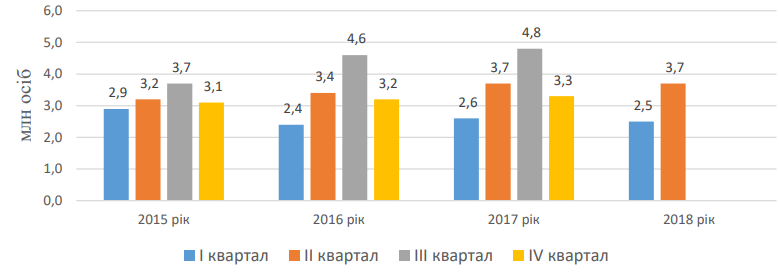 6,0
5,0
4,0
3,0
2,0
1,0
0,0
млн осіб
2,9 3,2 3,7 3,1
2,4 3,4 4,6 3,2
2,6 3,7 4,8 3,3
2,5 3,7
2015 рік 2016 рік 2017 рік 2018 рік
І квартал ІІ квартал ІІІ квартал IV квартал